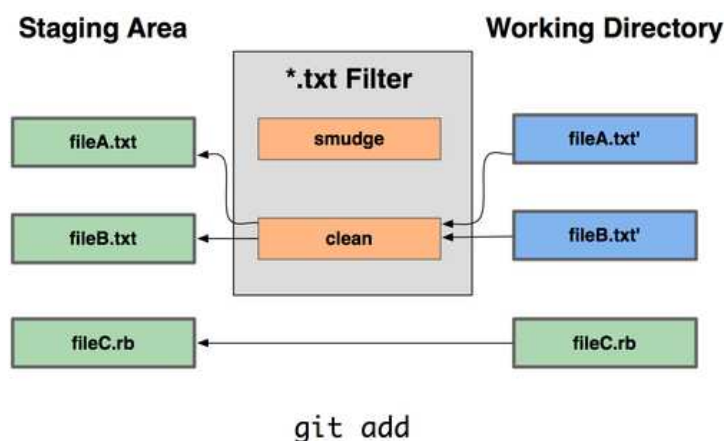 Staging Area
Working Directory
*.txt Filter
fileA.txt
smudge
fileA.txt'
fileB.txt
clean
fileB.txt'
fileC.rb
fileC.rb
git add